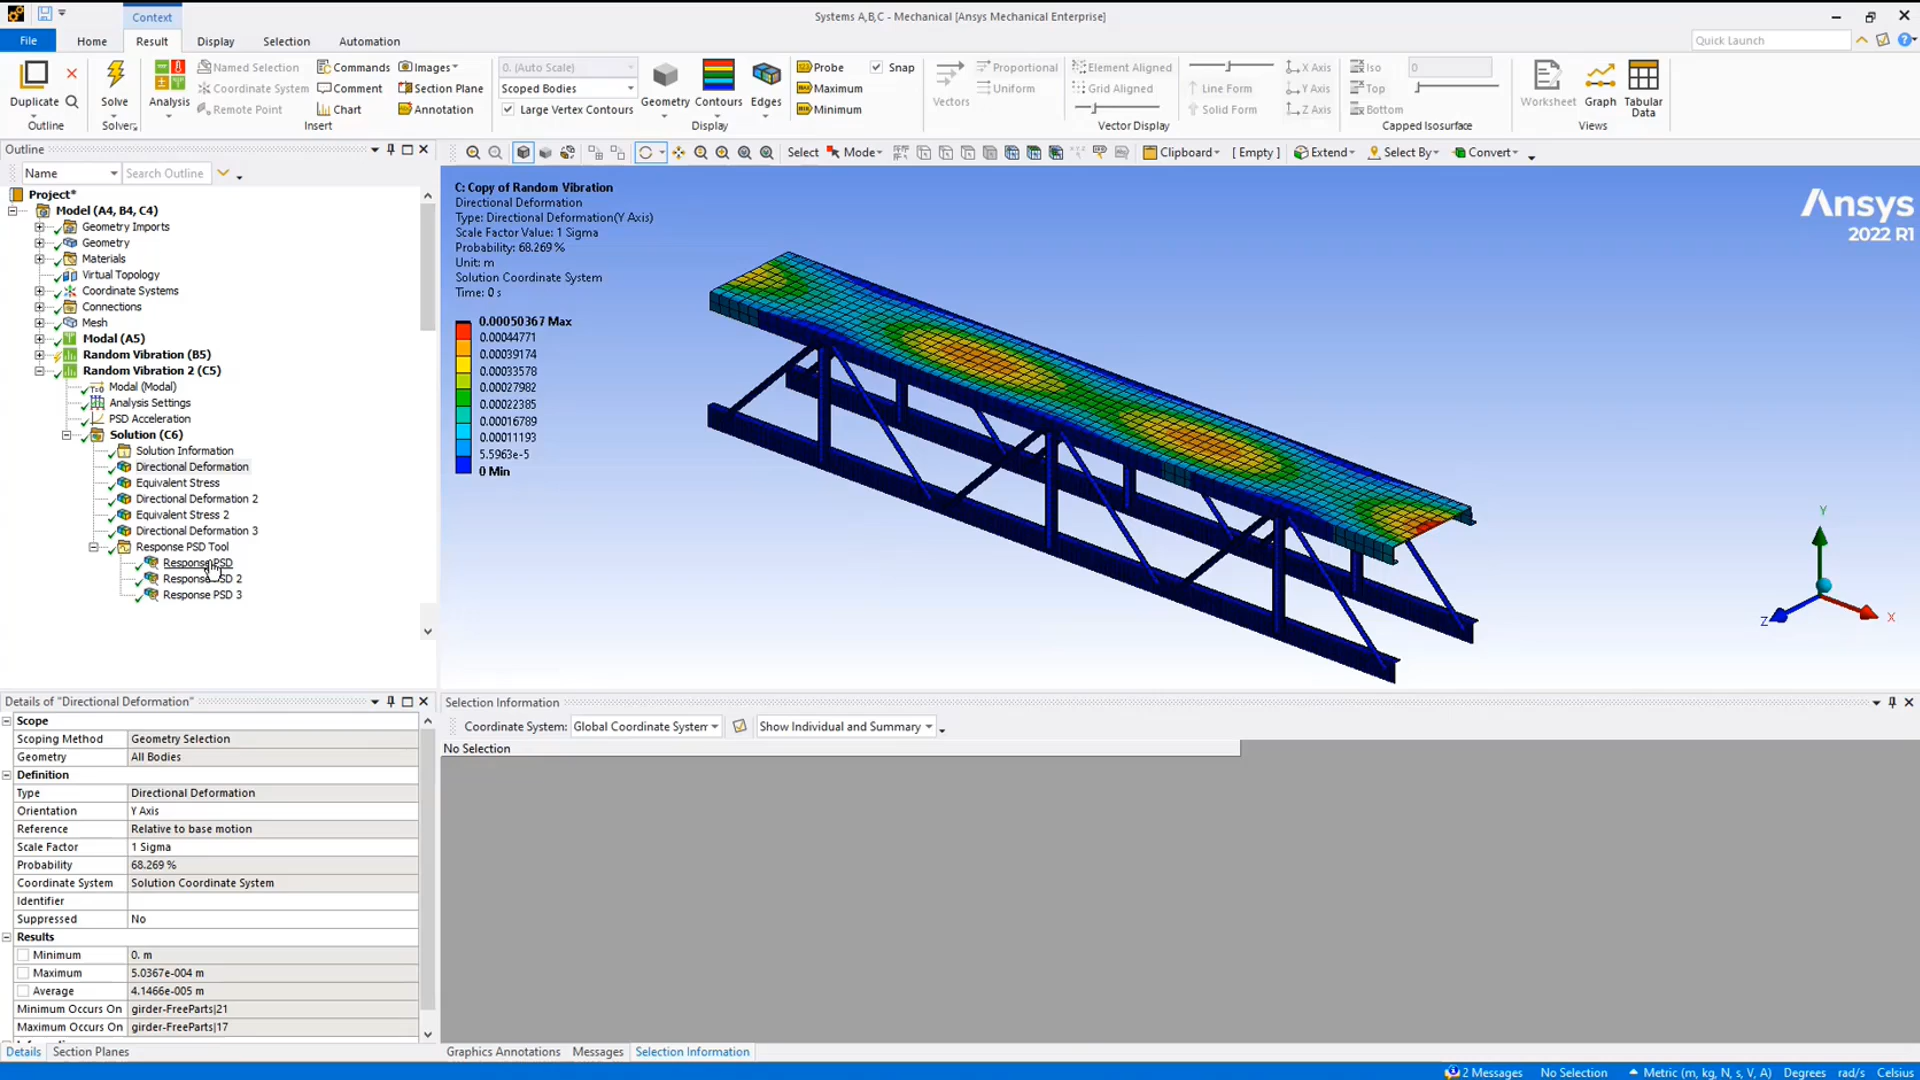 Context
Systems A,B,C - Mechanical [Ansys Mechanical Enterprise]
File Home Result Display Selection Automation
Quick Launch
Duplicate
Outline
Solve
Solver
Analysis
Named Selection
Coordinate System
Remote Point
Commands
Comment
Chart
Images
Section Plane
Annotation
Insert
0. (Auto Scale)
Scoped Bodies
Large Vertex Contours
Geometry
Contours
Edges
Display
Probe
Maximum
Minimum
Snap
Vectors
Proportional
Uniform
Element Aligned
Grid Aligned
Line Form
Solid Form
X Axis
Y Axis
Z Axis
Vector Display
Iso
Top
Bottom
0
Capped Isosurface
Worksheet
Graph
Tabular
Data
Views
Outline
Name
Search Outline
Select Mode Clipboard [ Empty ] Extend Select By Convert
Project*
Model (A4, B4, C4)
Geometry Imports
Geometry
Materials
Virtual Topology
Coordinate Systems
Connections
Mesh
Modal (A5)
Random Vibration (B5)
Random Vibration 2 (C5)
Modal (Modal)
Analysis Settings
PSD Acceleration
Solution (C6)
Solution Information
Directional Deformation
Equivalent Stress
Directional Deformation 2
Equivalent Stress 2
Directional Deformation 3
Response PSD Tool
Response PSD
Response PSD 2
Response PSD 3
C: Copy of Random Vibration
Directional Deformation
Type: Directional Deformation(Y Axis)
Scale Factor Value: 1 Sigma
Probability: 68.269 %
Unit: m
Solution Coordinate System
Time: 0 s
0.00050367 Max
0.00044771
0.00039174
0.00033578
0.00027982
0.00022385
0.00016789
0.00011193
5.5963e-5
0 Min
Ansys
2022 R1
Y
Z
X
Details of "Directional Deformation"
Scope
Scoping Method Geometry Selection
Geometry All Bodies
Definition
Type Directional Deformation
Orientation Y Axis
Reference Relative to base motion
Scale Factor 1 Sigma
Probability 68.269 %
Coordinate System Solution Coordinate System
Identifier
Suppressed No
Results
Minimum 0. m
Maximum 5.0367e-004 m
Average 4.1466e-005 m
Minimum Occurs On girder-FreeParts|21
Maximum Occurs On girder-FreeParts|17
Details Section Planes
Selection Information
Coordinate System: Global Coordinate System Show Individual and Summary
No Selection
Graphics Annotations Messages Selection Information
2 Messages No Selection Metric (m, kg, N, s, V, A) Degrees rad/s Celsius